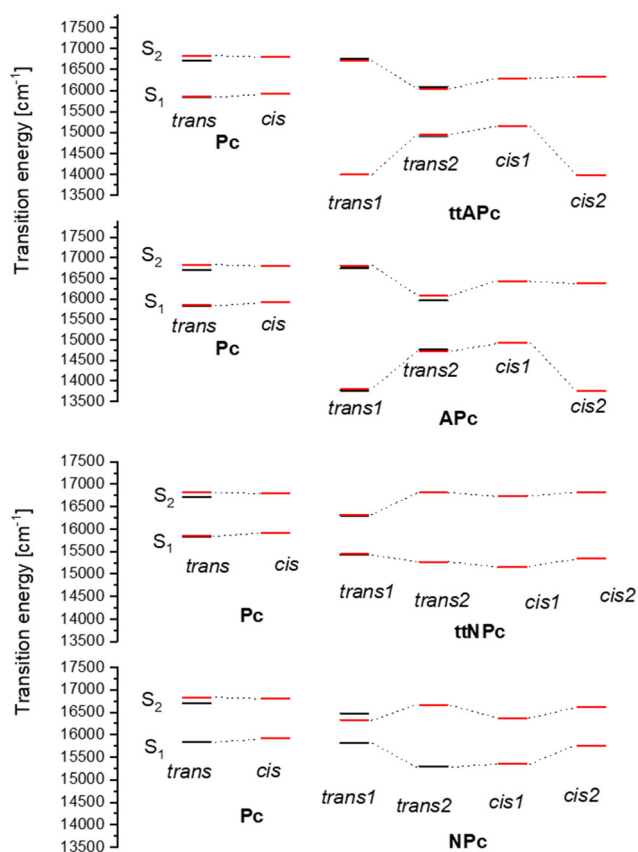 Transition energy [cm⁻¹]
17500
17000
16500
16000
15500
15000
14500
14000
13500
S₂
S₁
trans
cis
Pc
trans1
trans2
cis1
cis2
ttAPc
17500
17000
16500
16000
15500
15000
14500
14000
13500
S₂
S₁
trans
cis
Pc
trans1
trans2
cis1
cis2
APc
Transition energy [cm⁻¹]
17500
17000
16500
16000
15500
15000
14500
14000
13500
S₂
S₁
trans
cis
Pc
trans1
trans2
cis1
cis2
ttNPc
17500
17000
16500
16000
15500
15000
14500
14000
13500
S₂
S₁
trans
cis
Pc
trans1
trans2
cis1
cis2
NPc